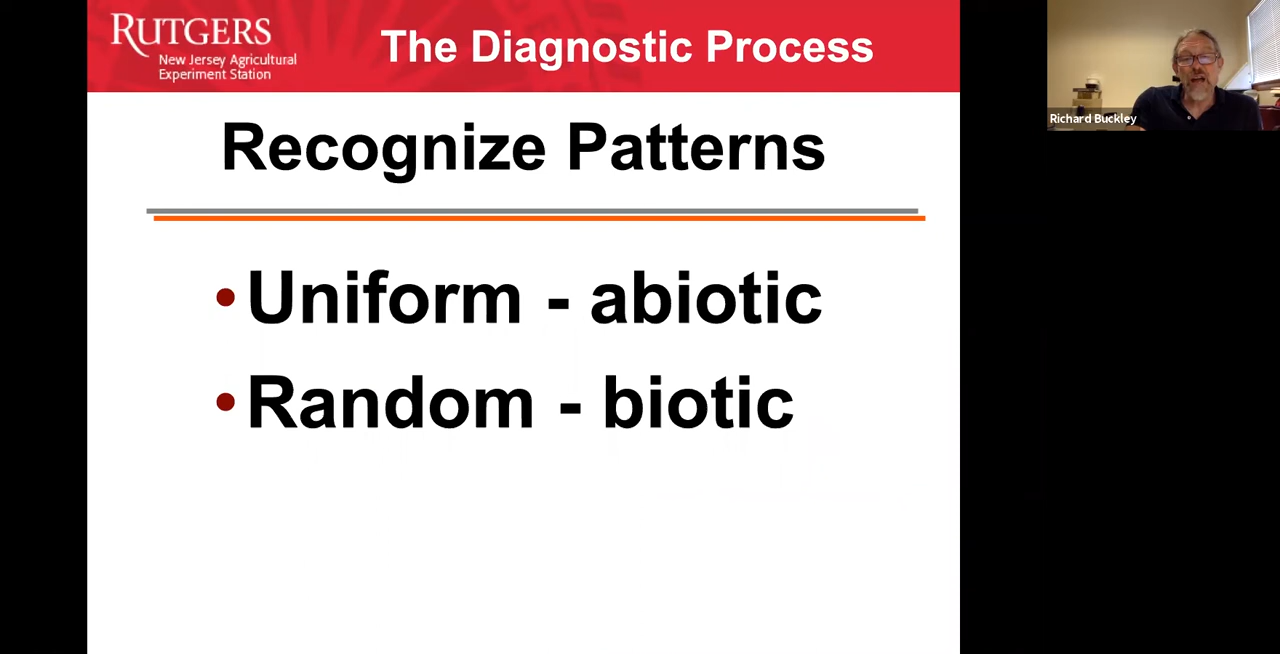 RUTGERS
New Jersey Agricultural
Experiment Station
The Diagnostic Process
Richard Buckley
Recognize Patterns
•Uniform - abiotic
•Random - biotic